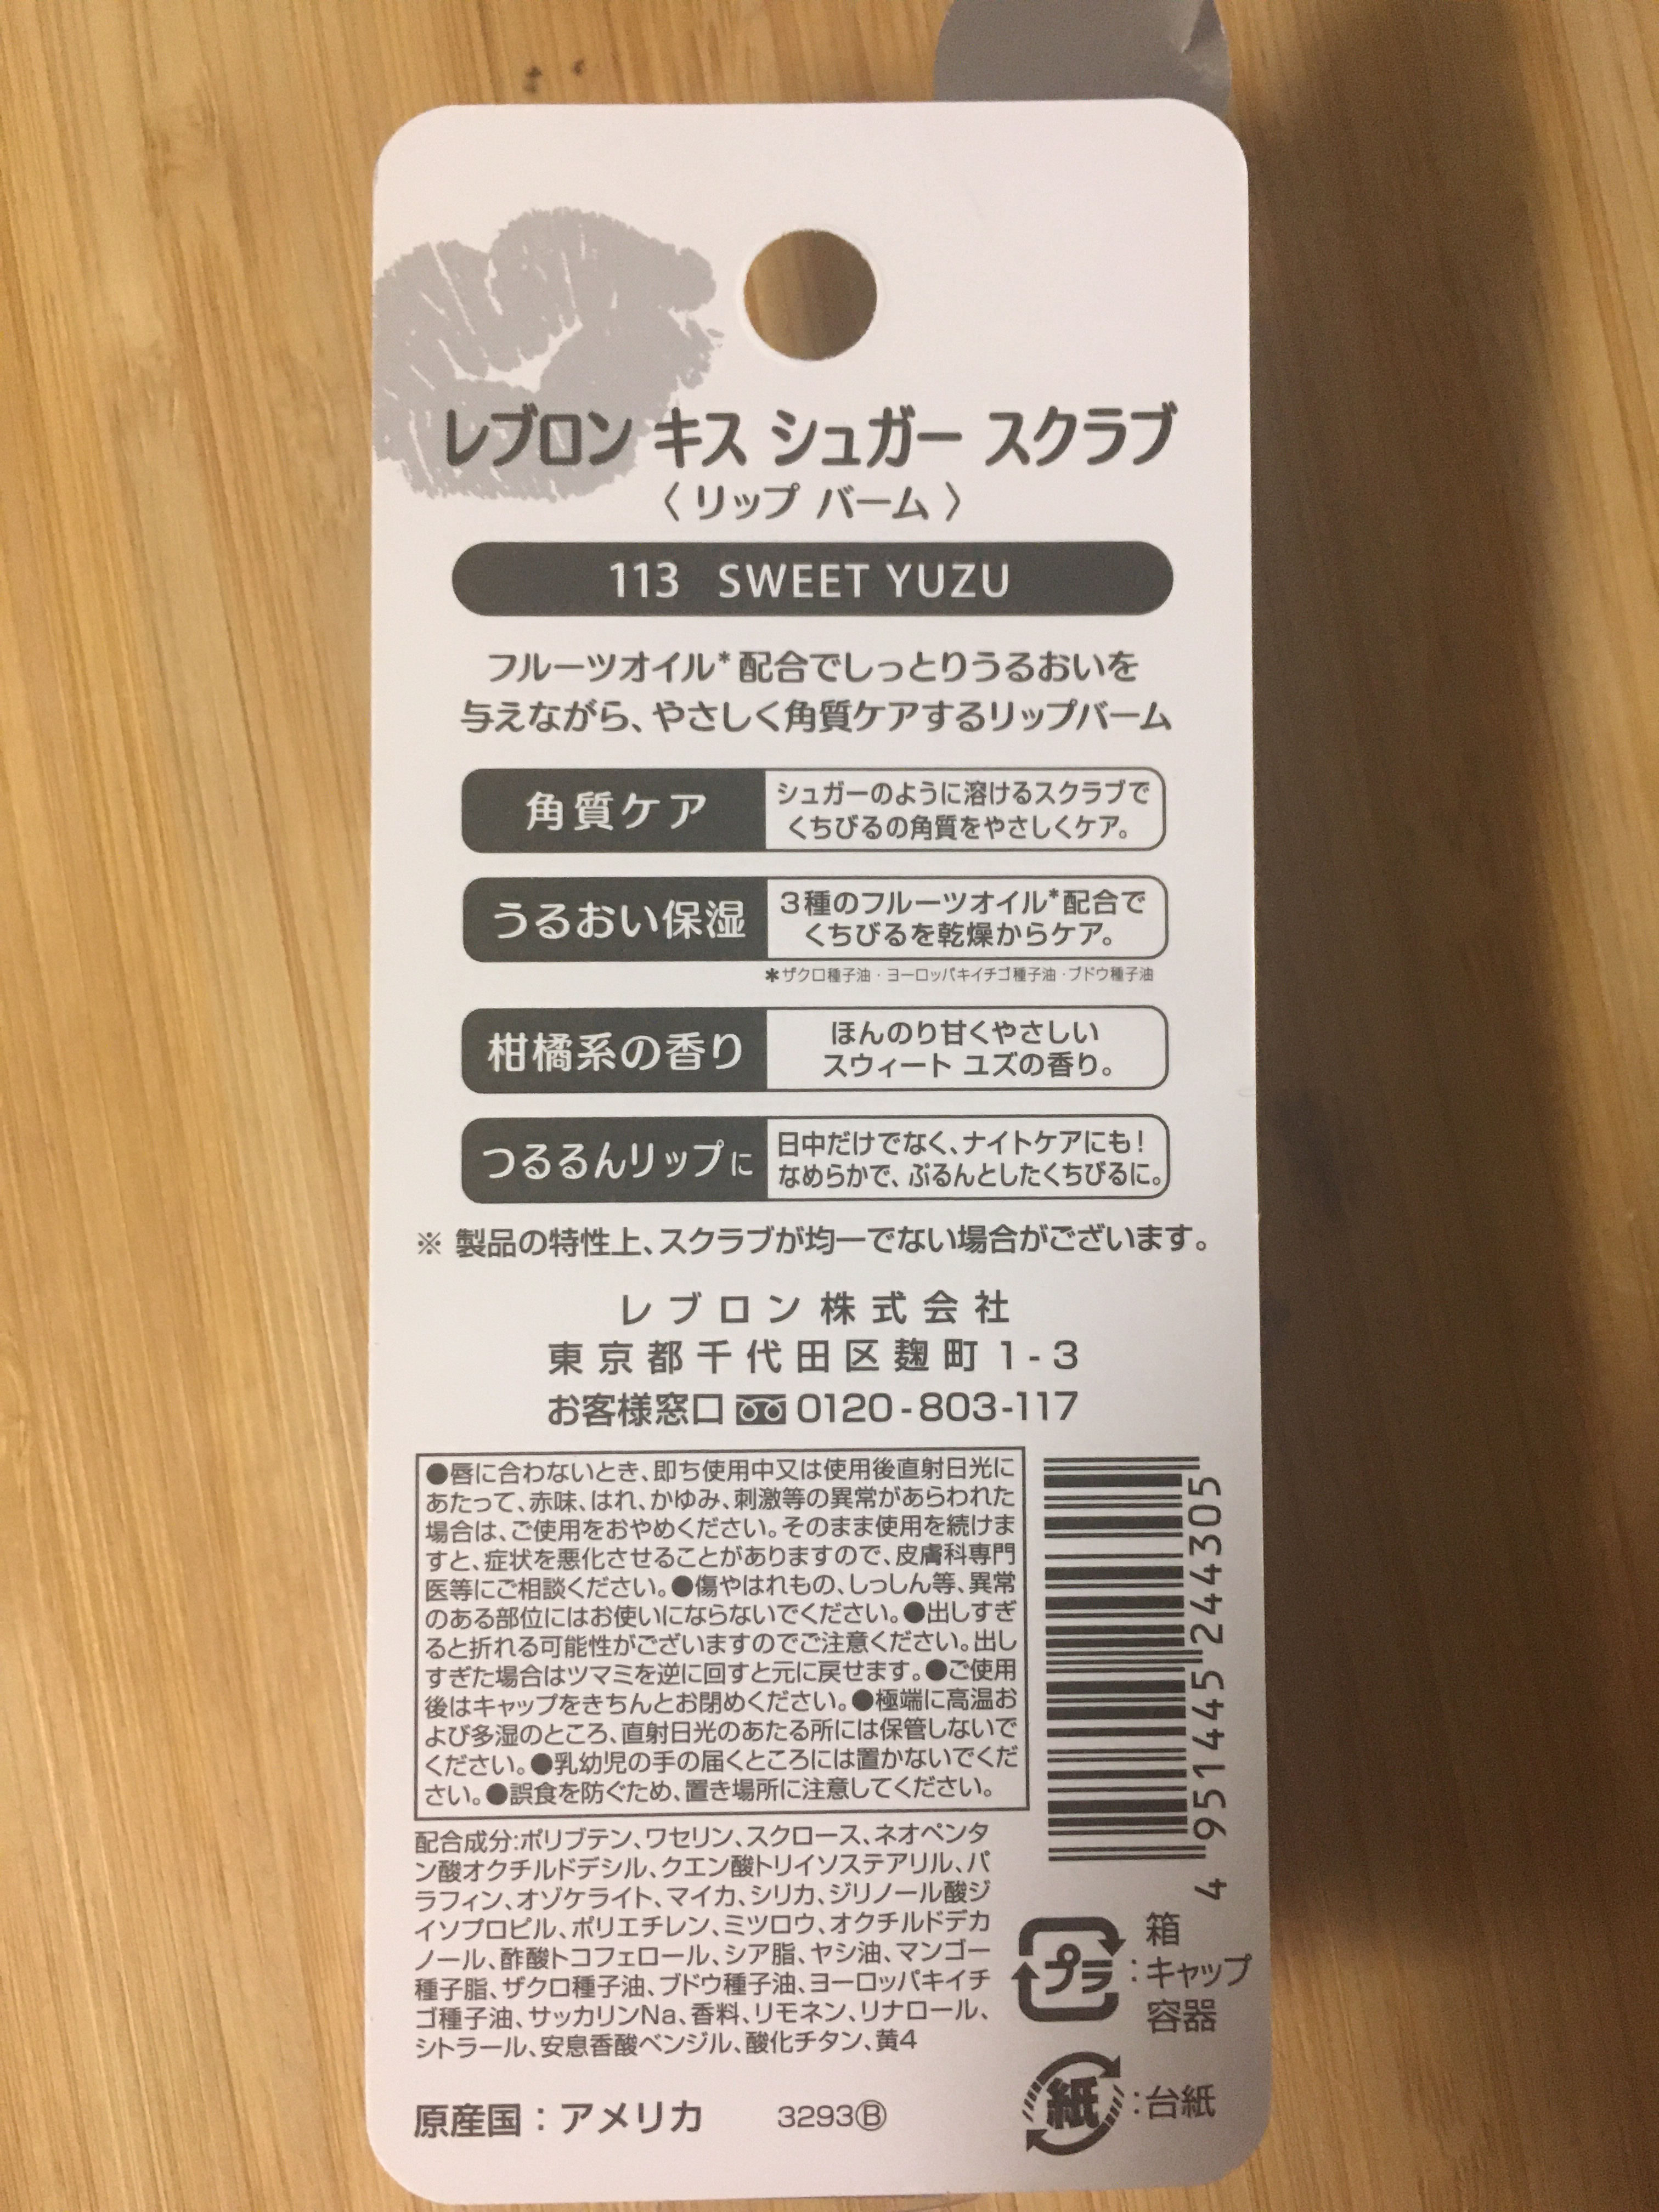 レブロン キス シュガー スクラブ
〈 リップ バーム 〉
113 SWEET YUZU
フルーツオイル*配合でしっとりうるおいを
与えながら、やさしく角質ケアするリップバーム
角質ケア
シュガーのように溶けるスクラブで
くちびるの角質をやさしくケア。
うるおい保湿
3種のフルーツオイル*配合で
くちびるを乾燥からケア。
*ザクロ種子油・ヨーロッパキイチゴ種子油・ブドウ種子油
柑橘系の香り
ほんのり甘くやさしい
スウィート ユズの香り。
つるるんリップに
日中だけでなく、ナイトケアにも!
なめらかで、ぷるんとしたくちびるに。
※ 製品の特性上、スクラブが均一でない場合がございます。
レブロン株式会社
東京都千代田区麹町1-3
お客様窓口 0120-803-117
●唇に合わないとき、即ち使用中又は使用後直射日光に
あたって、赤味、はれ、かゆみ、刺激等の異常があらわれた
場合は、ご使用をおやめください。そのまま使用を続けま
すと、症状を悪化させることがありますので、皮膚科専門
医等にご相談ください。●傷やはれもの、しっしん等、異常
のある部位にはお使いにならないでください。●出しすぎ
ると折れる可能性がございますのでご注意ください。出し
すぎた場合はツマミを逆に回すと元に戻せます。●ご使用
後はキャップをきちんとお閉めください。●極端に高温お
よび多湿のところ、直射日光のあたる所には保管しないで
ください。●乳幼児の手の届くところには置かないでくだ
さい。●誤食を防ぐため、置き場所に注意してください。
4951445244305
配合成分:ポリブテン、ワセリン、スクロース、ネオペンタ
ン酸オクチルドデシル、クエン酸トリイソステアリル、パ
ラフィン、オゾケライト、マイカ、シリカ、ジリノール酸ジ
イソプロピル、ポリエチレン、ミツロウ、オクチルドデカ
ノール、酢酸トコフェロール、シア脂、ヤシ油、マンゴー
種子脂、ザクロ種子油、ブドウ種子油、ヨーロッパキイチ
ゴ種子油、サッカリンNa、香料、リモネン、リナロール、
シトラール、安息香酸ベンジル、酸化チタン、黄4
箱
プラ:キャップ
容器
紙:台紙
原産国:アメリカ 3293Ⓑ